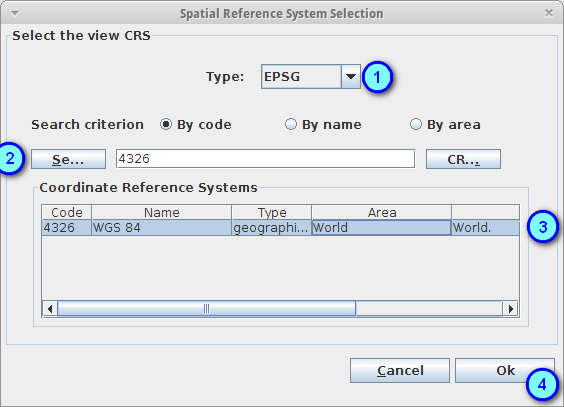 Spatial Reference System Selection
Select the view CRS
Type: EPSG 1
Search criterion By code By name By area
2 Se... 4326 CR...
Coordinate Reference Systems
Code Name Type Area
4326 WGS 84 geographi... World World. 3
Cancel Ok
4